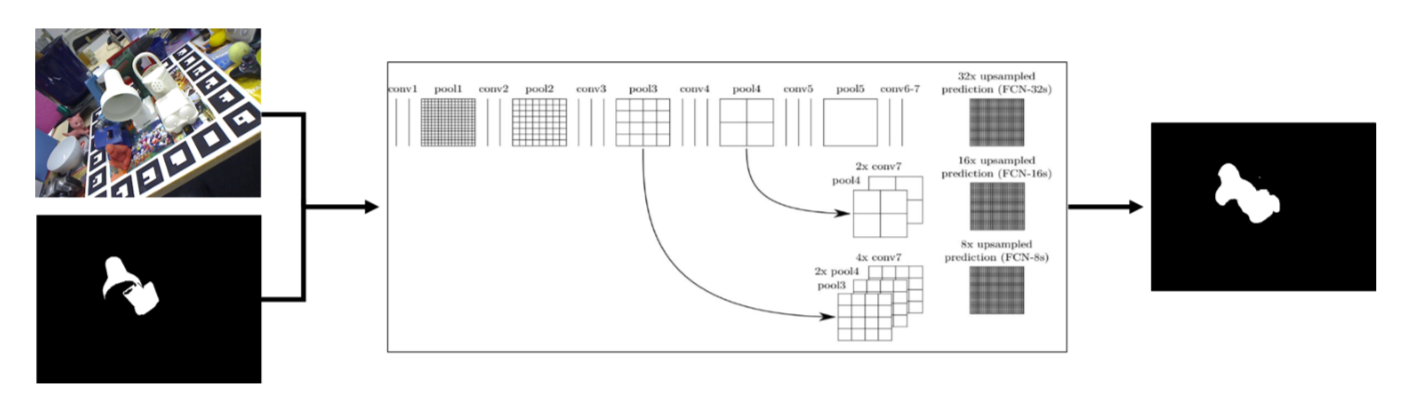 conv1 pool1 conv2 pool2 conv3 pool3 conv4 pool4 conv5 pool5 conv6-7
32x upsampled
prediction (FCN-32s)
2x conv7
pool4
16x upsampled
prediction (FCN-16s)
4x conv7
2x pool4
pool3
8x upsampled
prediction (FCN-8s)